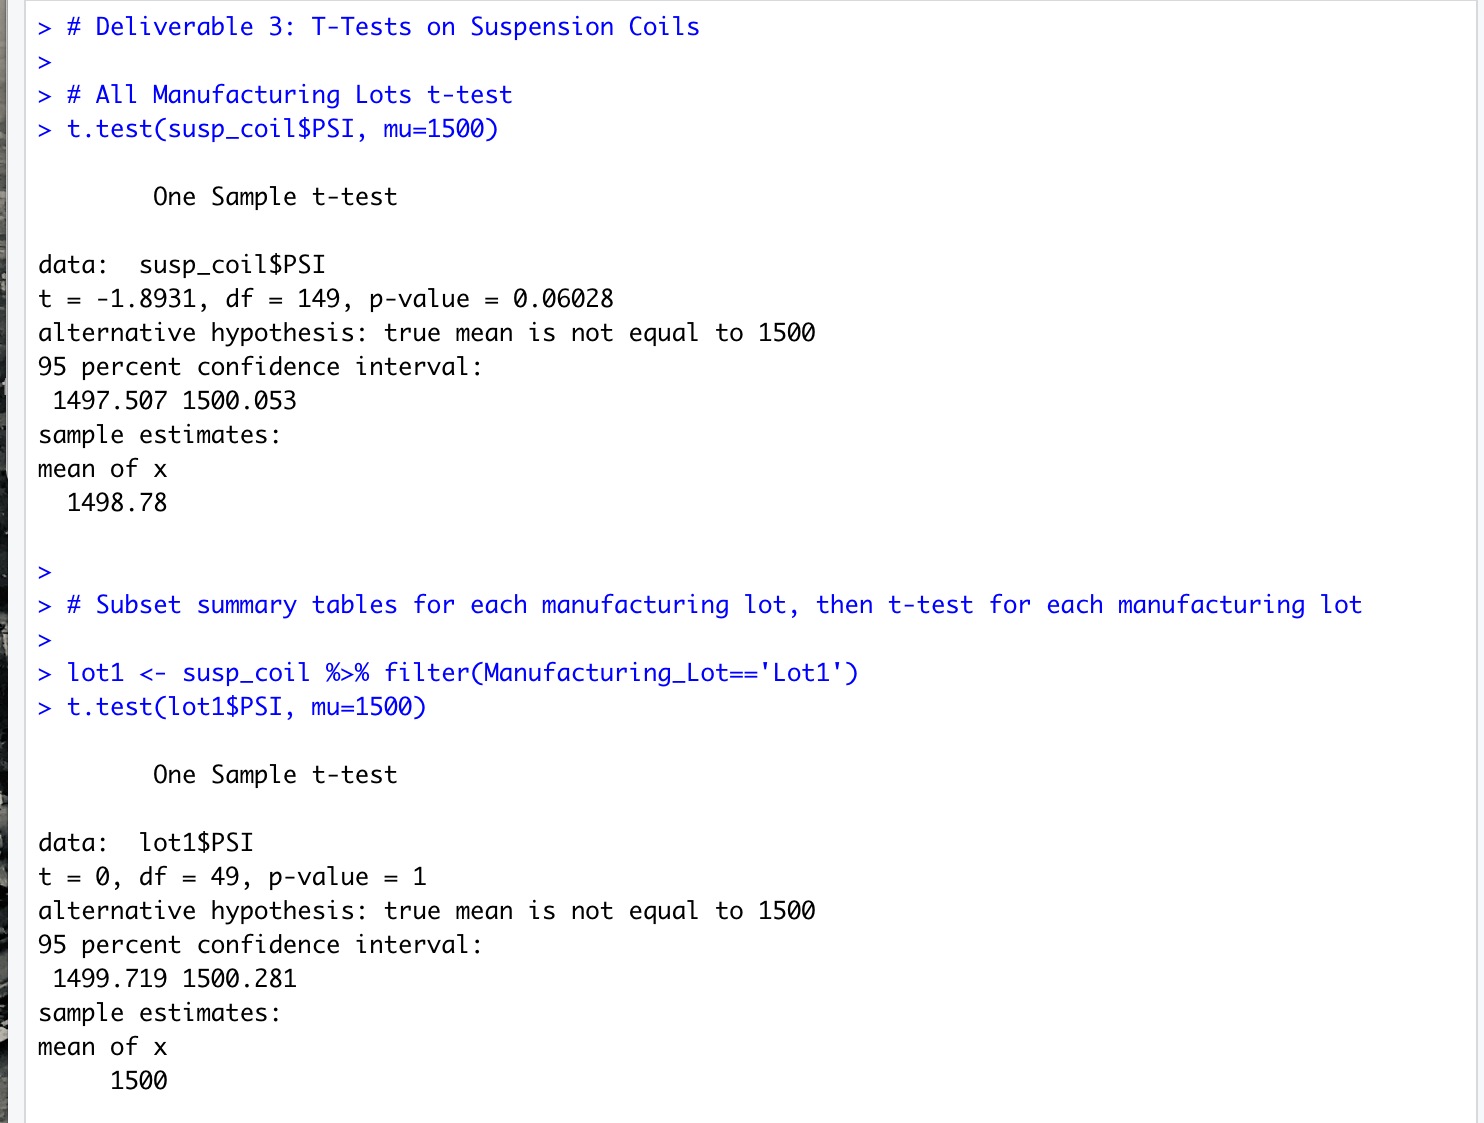 > # Deliverable 3: T-Tests on Suspension Coils
>
> # All Manufacturing Lots t-test
> t.test(susp_coil$PSI, mu=1500)
One Sample t-test
data:  susp_coil$PSI
t = -1.8931, df = 149, p-value = 0.06028
alternative hypothesis: true mean is not equal to 1500
95 percent confidence interval:
1497.507 1500.053
sample estimates:
mean of x
1498.78
>
> # Subset summary tables for each manufacturing lot, then t-test for each manufacturing lot
>
> lot1 <- susp_coil %>% filter(Manufacturing_Lot=='Lot1')
> t.test(lot1$PSI, mu=1500)
One Sample t-test
data:  lot1$PSI
t = 0, df = 49, p-value = 1
alternative hypothesis: true mean is not equal to 1500
95 percent confidence interval:
1499.719 1500.281
sample estimates:
mean of x
1500